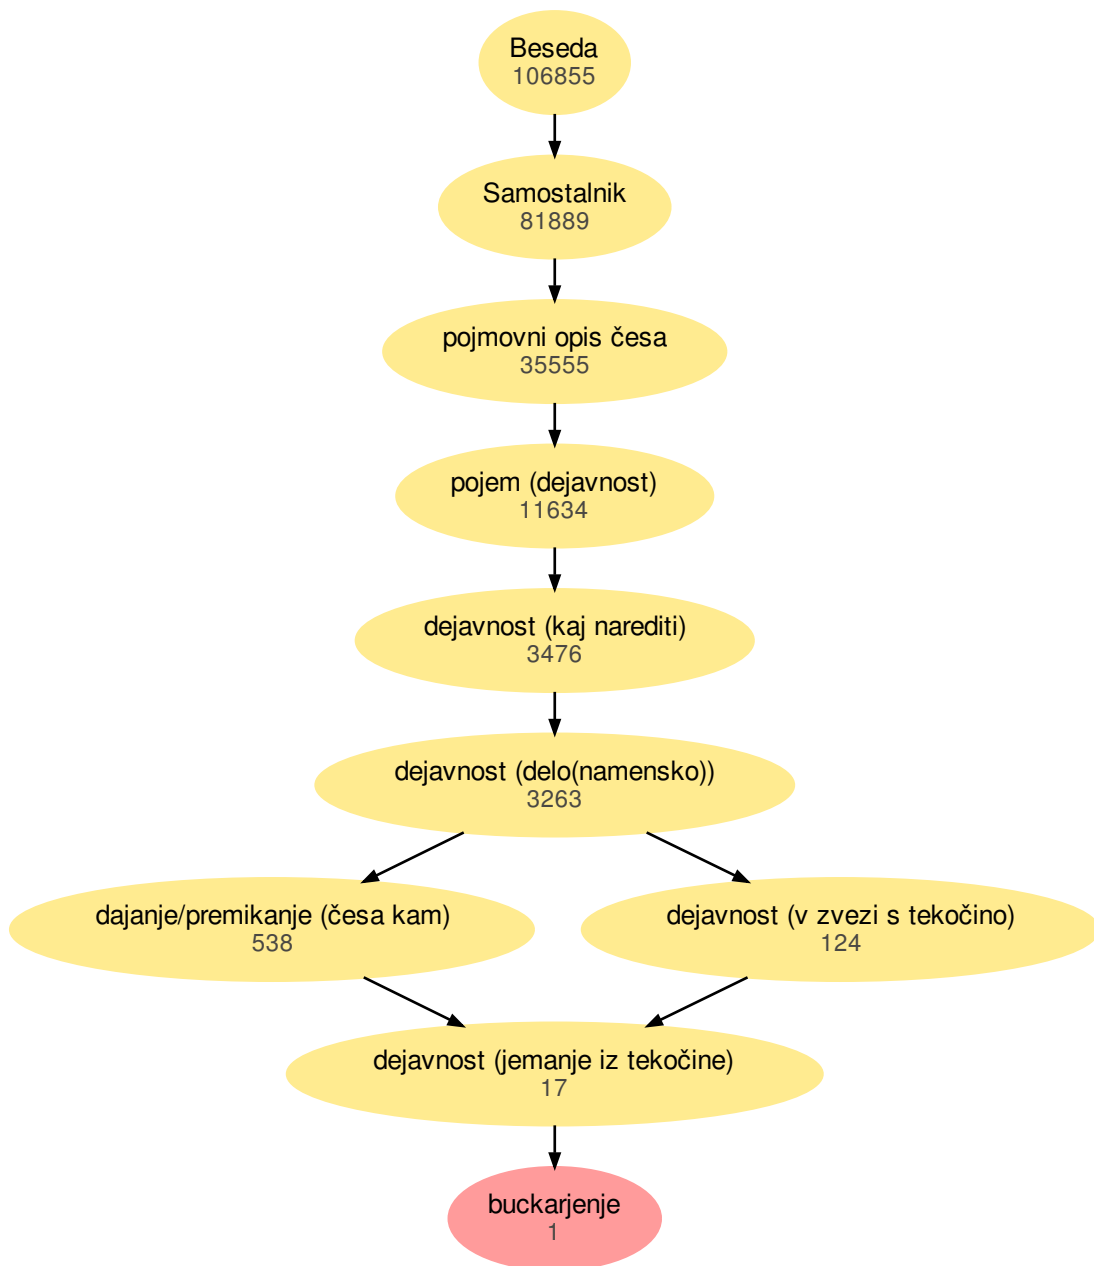 Beseda
106855
Samostalnik
81889
pojmovni opis česa
35555
pojem (dejavnost)
11634
dejavnost (kaj narediti)
3476
dejavnost (delo(namensko))
3263
dajanje/premikanje (česa kam)
538
dejavnost (v zvezi s tekočino)
124
dejavnost (jemanje iz tekočine)
17
buckarjenje
1